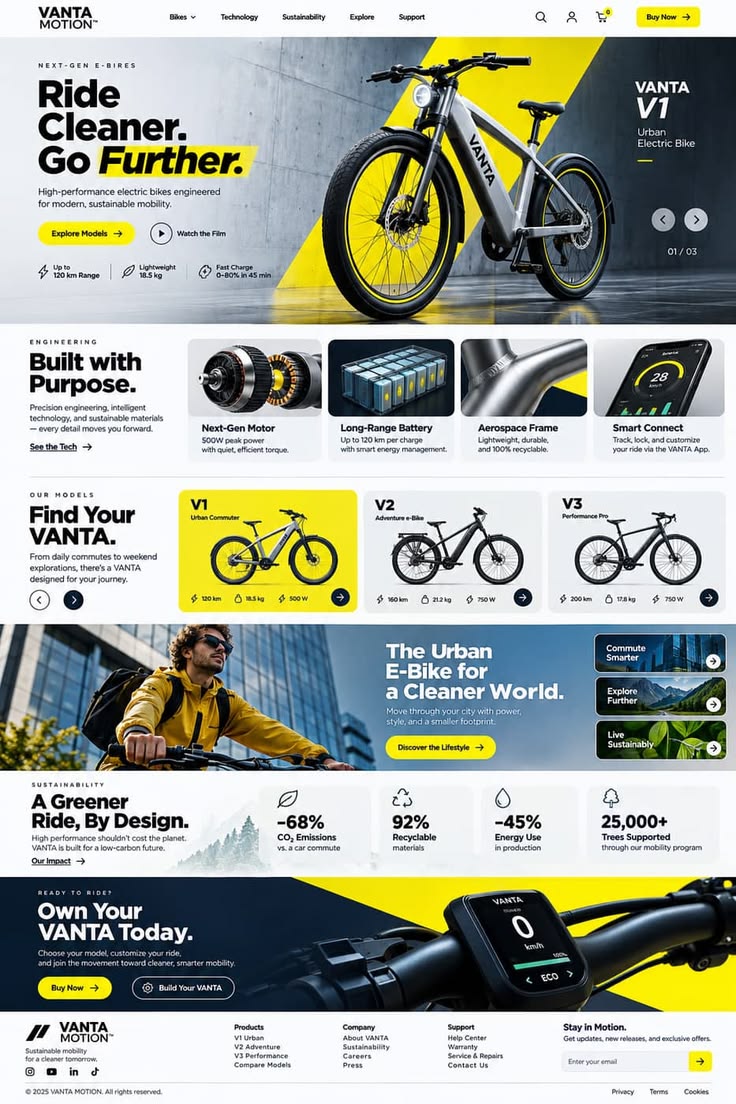 VANTA
MOTION™
Bikes
Technology
Sustainability
Explore
Support
0
Buy Now
NEXT-GEN E-BIKES
Ride
Cleaner.
Go Further.
High-performance electric bikes engineered
for modern, sustainable mobility.
Explore Models
Watch the Film
Up to
120 km Range
Lightweight
18.5 kg
Fast Charge
0–80% in 45 min
VANTA
VANTA
V1
Urban
Electric Bike
01 / 03
ENGINEERING
Built with
Purpose.
Precision engineering, intelligent
technology, and sustainable materials
— every detail moves you forward.
See the Tech
Next-Gen Motor
500W peak power
with quiet, efficient torque.
Long-Range Battery
Up to 120 km per charge
with smart energy management.
Aerospace Frame
Lightweight, durable,
and 100% recyclable.
28
Smart Connect
Track, lock, and customize
your ride via the VANTA App.
OUR MODELS
Find Your
VANTA.
From daily commutes to weekend
explorations, there's a VANTA
designed for your journey.
V1
Urban Commuter
120 km
18.5 kg
500 W
V2
Adventure e-Bike
160 km
21.2 kg
750 W
V3
Performance Pro
200 km
17.8 kg
750 W
The Urban
E-Bike for
a Cleaner World.
Move through your city with power,
style, and a smaller footprint.
Discover the Lifestyle
Commute
Smarter
Explore
Further
Live
Sustainably
SUSTAINABILITY
A Greener
Ride, By Design.
High performance shouldn't cost the planet.
VANTA is built for a low-carbon future.
Our Impact
–68%
CO₂ Emissions
vs. a car commute
92%
Recyclable
materials
–45%
Energy Use
in production
25,000+
Trees Supported
through our mobility program
READY TO RIDE?
Own Your
VANTA Today.
Choose your model, customize your ride,
and join the movement toward cleaner, smarter mobility.
Buy Now
Build Your VANTA
VANTA
0
km/h
100%
ECO
VANTA
MOTION™
Sustainable mobility
for a cleaner tomorrow.
Products
V1 Urban
V2 Adventure
V3 Performance
Compare Models
Company
About VANTA
Sustainability
Careers
Press
Support
Help Center
Warranty
Service & Repairs
Contact Us
Stay in Motion.
Get updates, new releases, and exclusive offers.
Enter your email
© 2025 VANTA MOTION. All rights reserved.
Privacy
Terms
Cookies